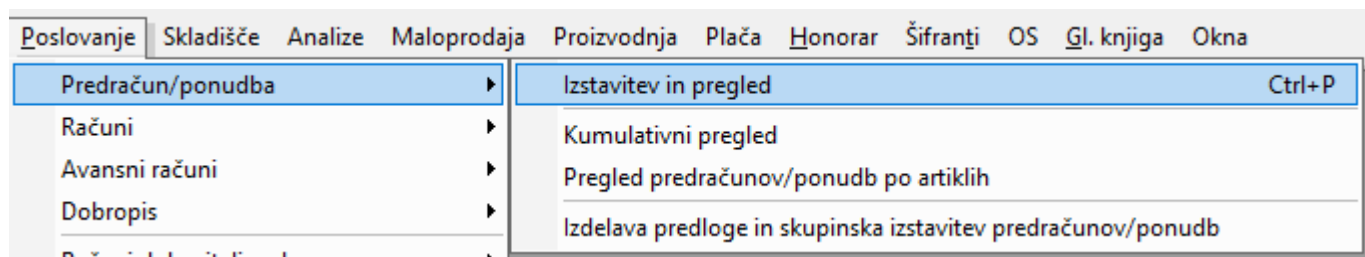 Poslovanje Skladišče Analize Maloprodaja Proizvodnja Plača Honorar Šifranti OS Gl. knjiga Okna
Predračun/ponudba
Računi
Avansni računi
Dobropis
Izstavitev in pregled Ctrl+P
Kumulativni pregled
Pregled predračunov/ponudb po artiklih
Izdelava predloge in skupinska izstavitev predračunov/ponudb